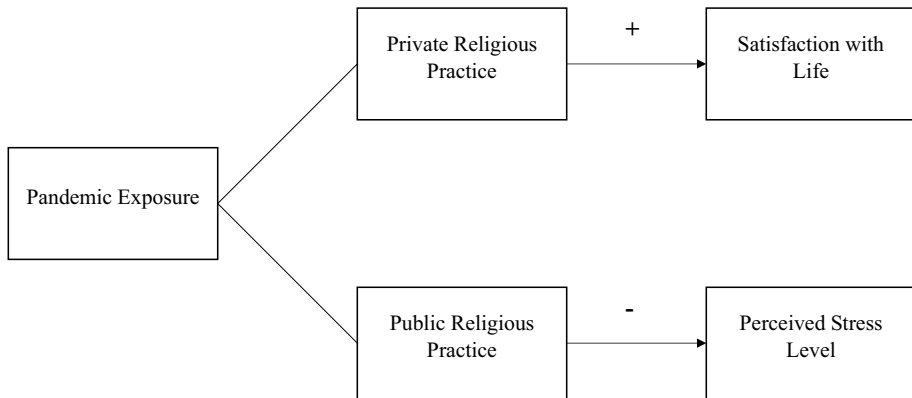 Private Religious
Practice
+
Satisfaction with
Life
Pandemic Exposure
Public Religious
Practice
-
Perceived Stress
Level